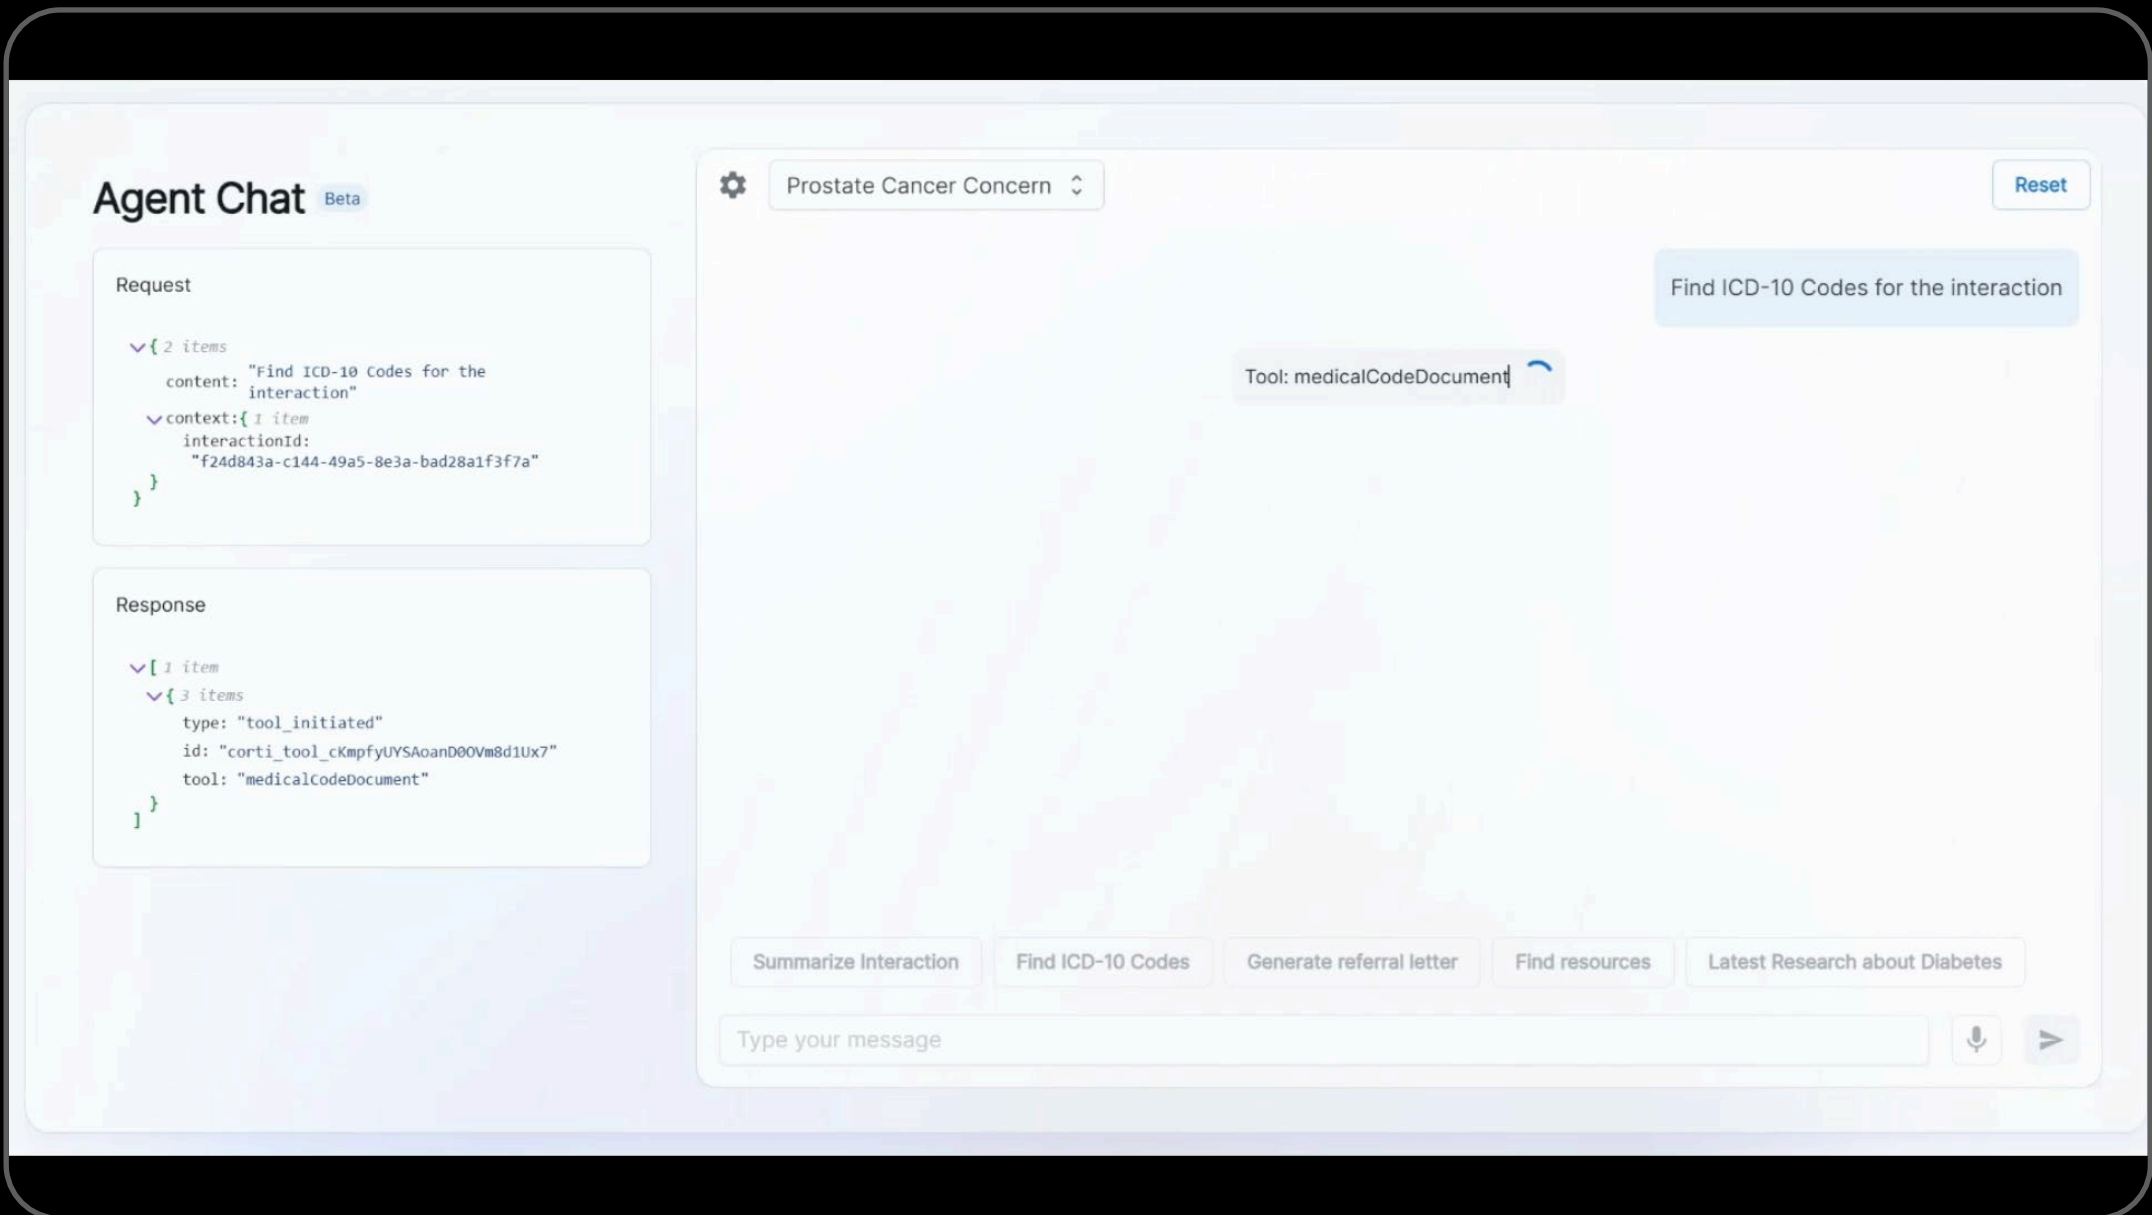 Agent Chat Beta
Request
{ 2 items
content: "Find ICD-10 Codes for the
interaction"
context:{ 1 item
interactionId:
"f24d843a-c144-49a5-8e3a-bad28a1f3f7a"
}
}
Response
[ 1 item
{ 3 items
type: "tool_initiated"
id: "corti_tool_cKmpfyUYSAoanD0OVm8d1Ux7"
tool: "medicalCodeDocument"
}
]
Prostate Cancer Concern
Reset
Find ICD-10 Codes for the interaction
Tool: medicalCodeDocument
Summarize Interaction
Find ICD-10 Codes
Generate referral letter
Find resources
Latest Research about Diabetes
Type your message